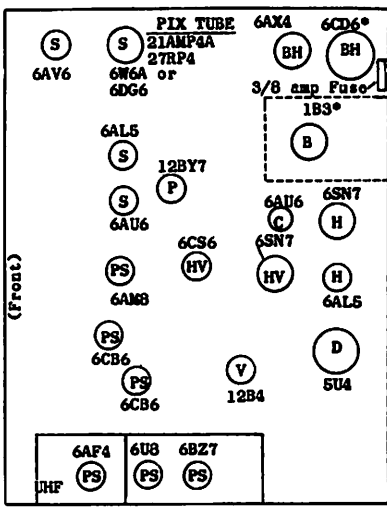 PIX TUBE
21AMP4A
27RP4
6AX4
6CD6*
S
6AV6
S
6W6A or
6DG6
BH
BH
3/8 amp Fuse
1B3*
B
6AL5
S
12BY7
P
S
6AU6
6AU6
C
6SN7
H
6CS6
HV
6SN7
HV
PS
6AM8
H
6AL5
(Front)
PS
6CB6
PS
6CB6
V
12B4
D
5U4
6AF4
PS
UHF
6U8
PS
6BZ7
PS